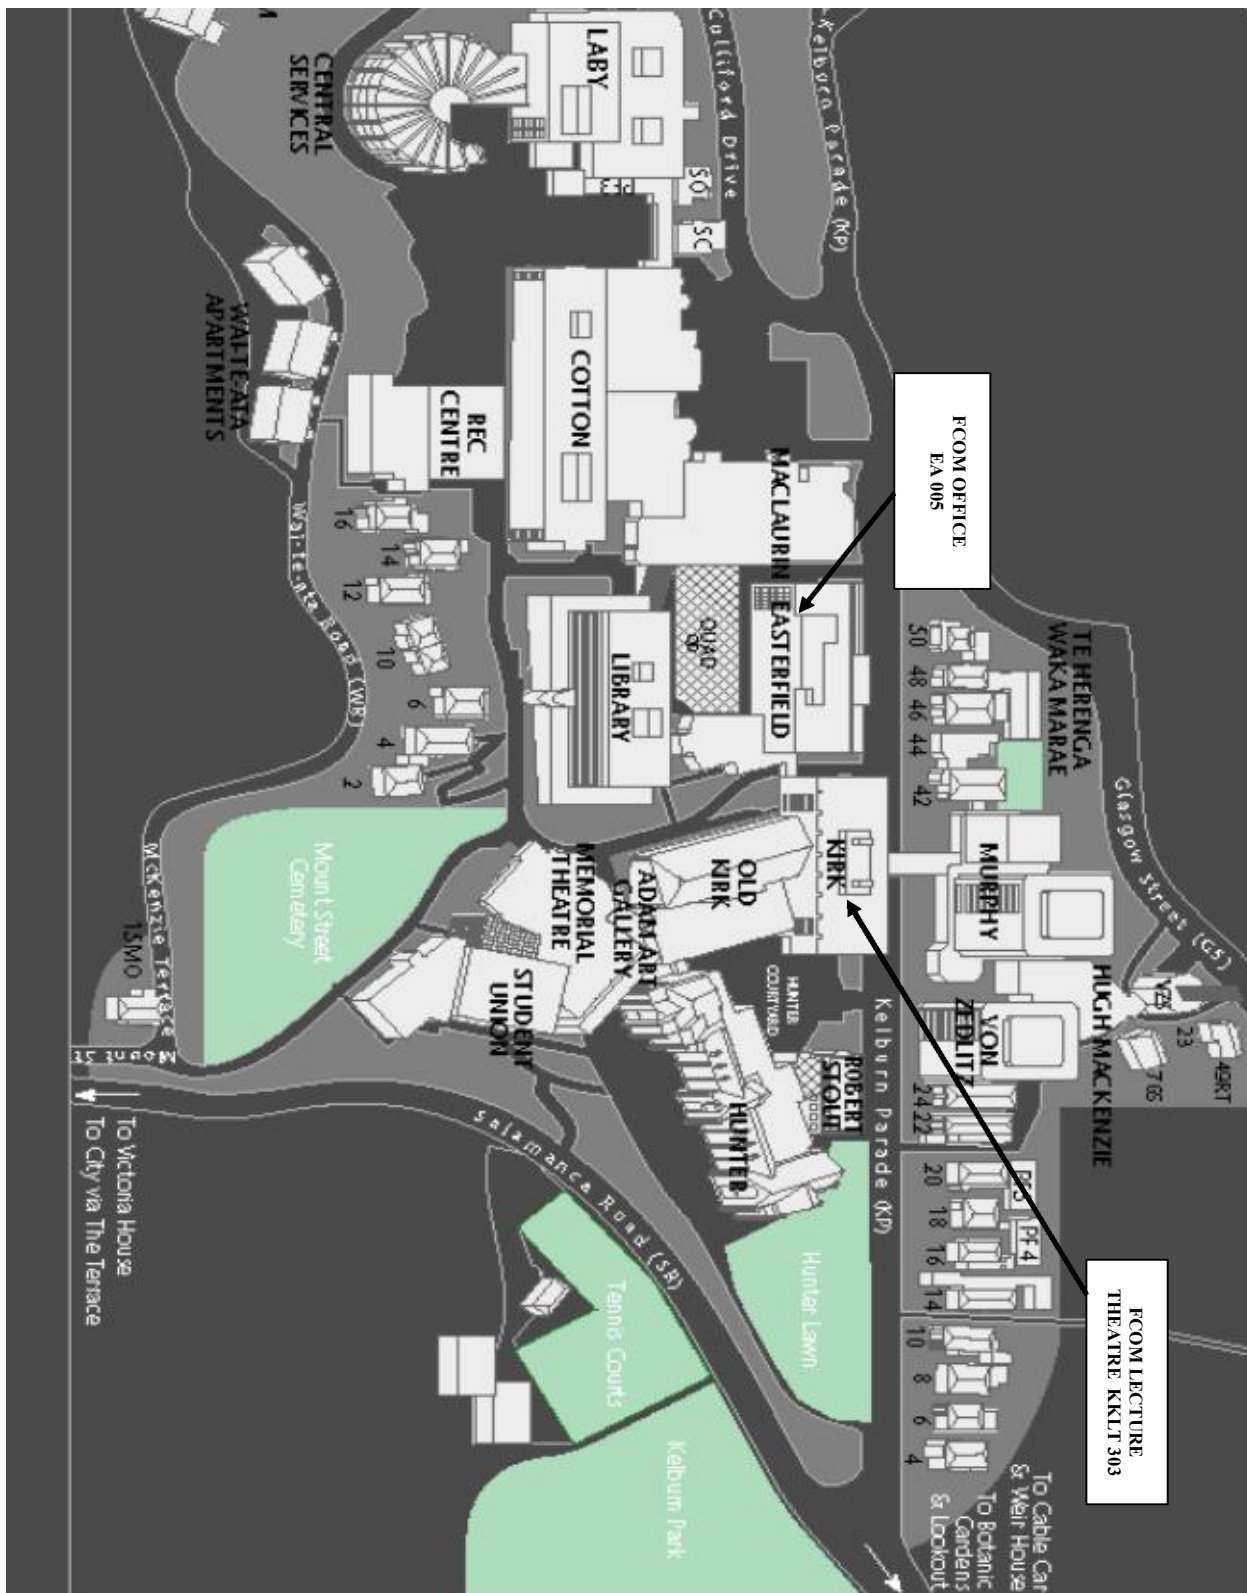 49RT
23
7 GS
VZS
Glasgow Street (GS)
FCOM LECTURE
THEATRE KKLT 303
HUGH MACKENZIE
TE HERENGA
WAKA MARAE
To Cable Car
& Weir House
To Botanic
Gardens
& Lookout
PF5
PF4
MURPHY
VON
ZEDLITZ
FCOM OFFICE
EA 005
50
48
46
44
42
24
22
20
18
16
14
10
8
6
4
Kelburn Parade (KP)
Kelburn Parade (KP)
KIRK
ROBERT
STOUT
Hunter Lawn
MACLAURIN
EASTERFIELD
HUNTER
COURTYARD
Culliford Drive
SOL
SC
QUAD
OLD
KIRK
HUNTER
Kelburn Park
LABY
COTTON
LIBRARY
ADAM ART
GALLERY
MEMORIAL
THEATRE
STUDENT
UNION
Salamanca Road (SR)
Tennis Courts
REC
CENTRE
16
14
12
10
6
4
2
CENTRAL
SERVICES
Mount Street
Cemetery
WAI-TE-ATA
APARTMENTS
Wai-te-ata Road (WR)
McKenzie Terrace
15MO
Mount St
To Victoria House
To City via The Terrace